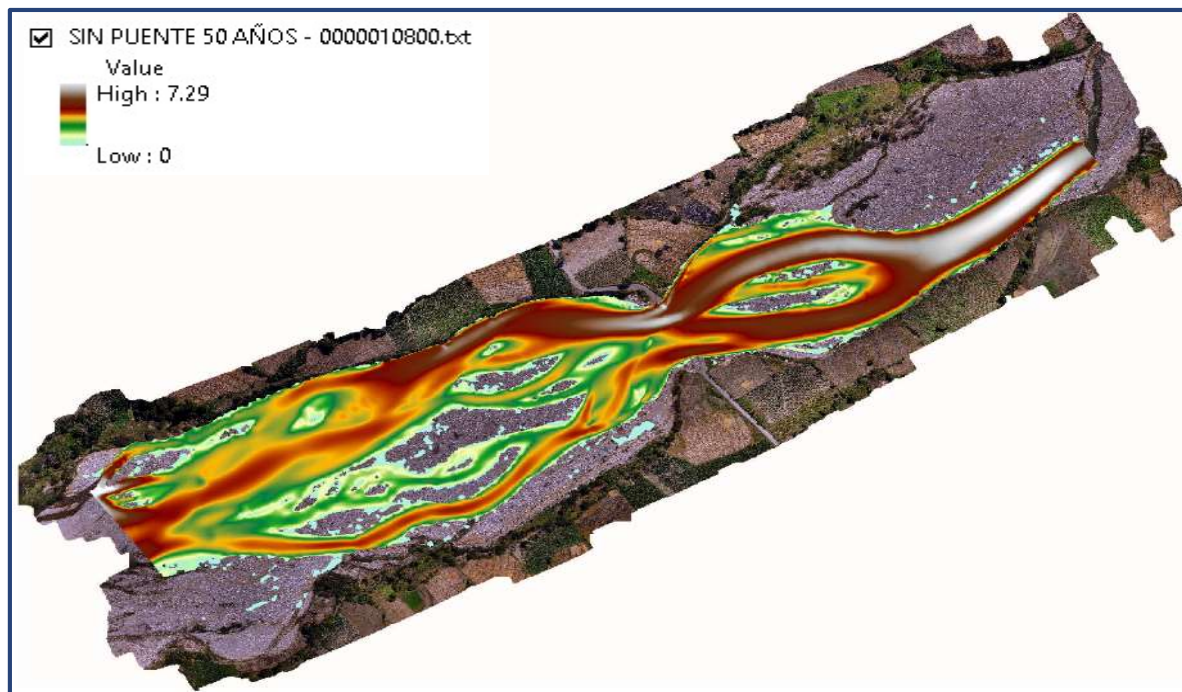 SIN PUENTE 50 AÑOS - 0000010800.txt
Value
High : 7.29
Low : 0